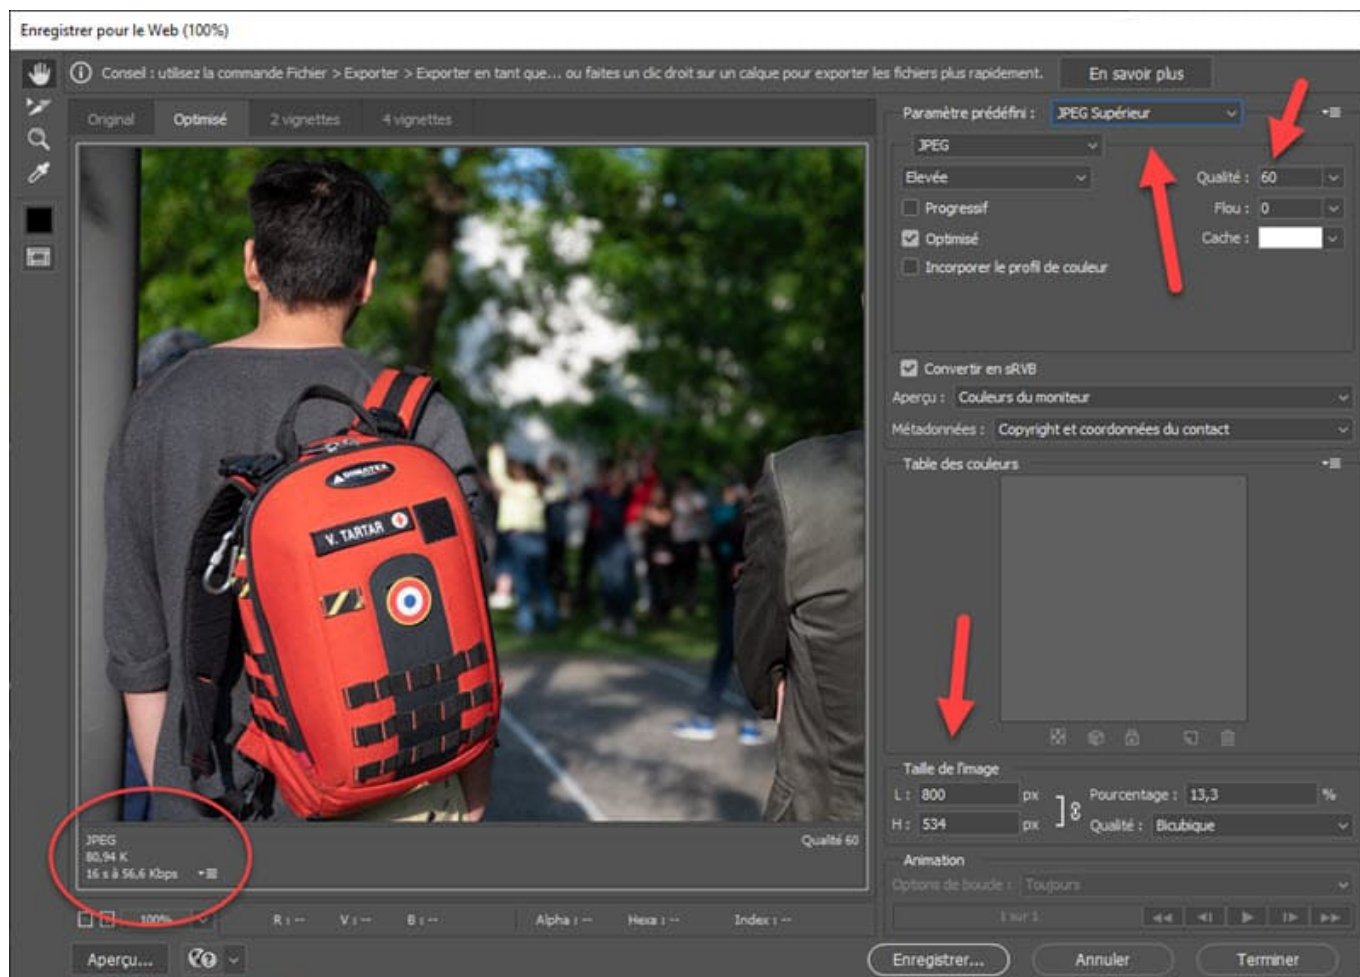 Enregistrer pour le Web (100%)
Conseil : utilisez la commande Fichier > Exporter > Exporter en tant que... ou faites un clic droit sur un calque pour exporter les fichiers plus rapidement.
En savoir plus
Original Optimisé 2 vignettes 4 vignettes
Paramètre prédéfini : JPEG Supérieur
JPEG
Elevée Qualité : 60
Progressif Flou : 0
Optimisé Cache :
Incorporer le profil de couleur
Convertir en sRVB
Aperçu : Couleurs du moniteur
Métadonnées : Copyright et coordonnées du contact
Table des couleurs
DIMATEX
V. TARTAR
Taille de l'image
L : 800 px Pourcentage : 13,3 %
H : 534 px Qualité : Bicubique
JPEG Qualité 60
80,94 K
16 s à 56,6 Kbps
Animation
Options de boucle : Toujours
1 sur 1
100% R : -- V : -- B : -- Alpha : -- Hexa : -- Index : --
Aperçu... Enregistrer... Annuler Terminer